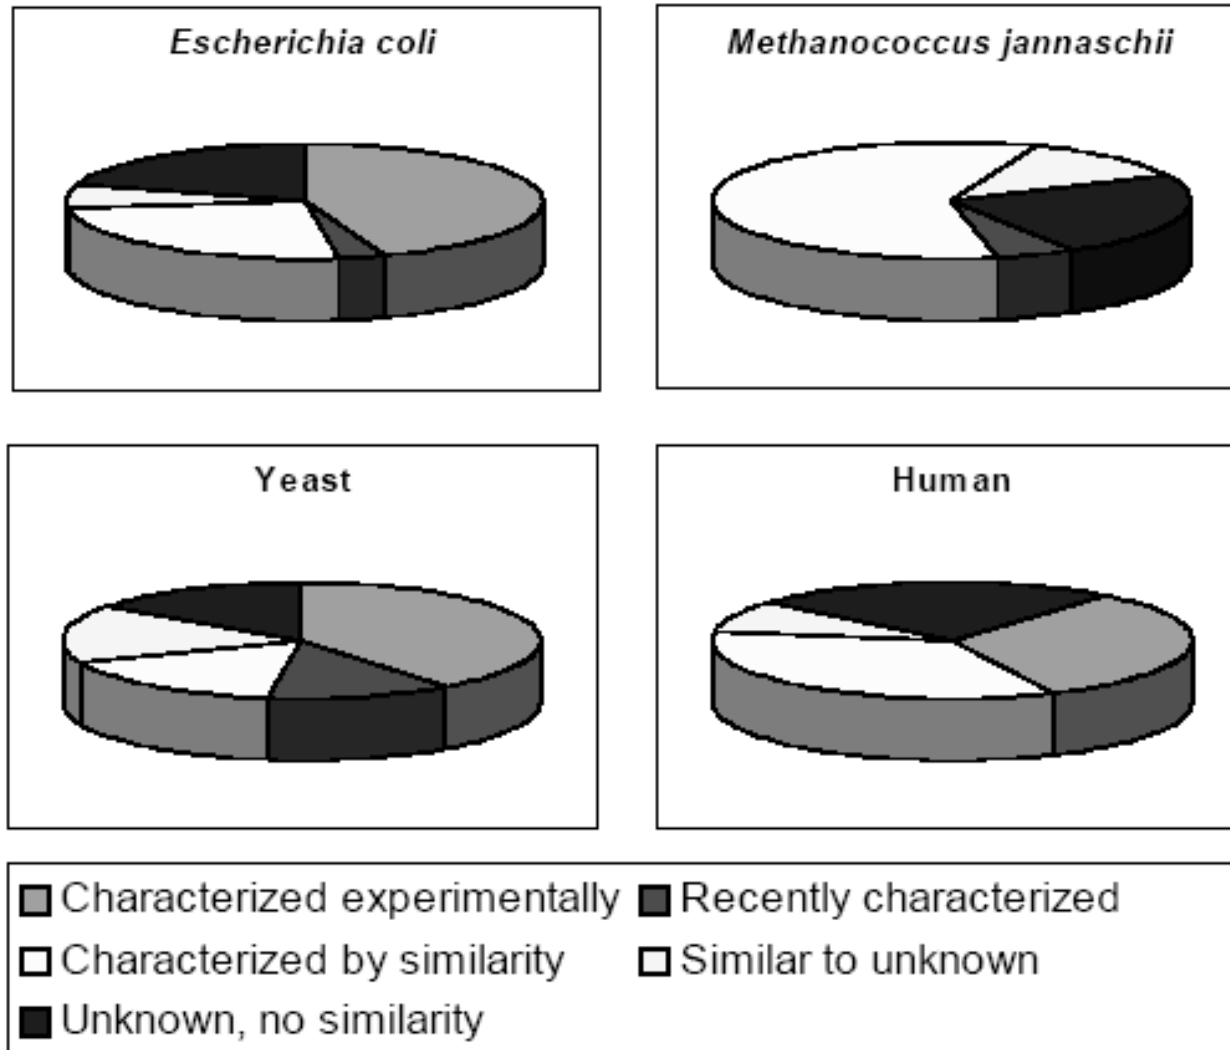 Escherichia coli
Methanococcus jannaschii
Yeast
Human
Characterized experimentally
Recently characterized
Characterized by similarity
Similar to unknown
Unknown, no similarity